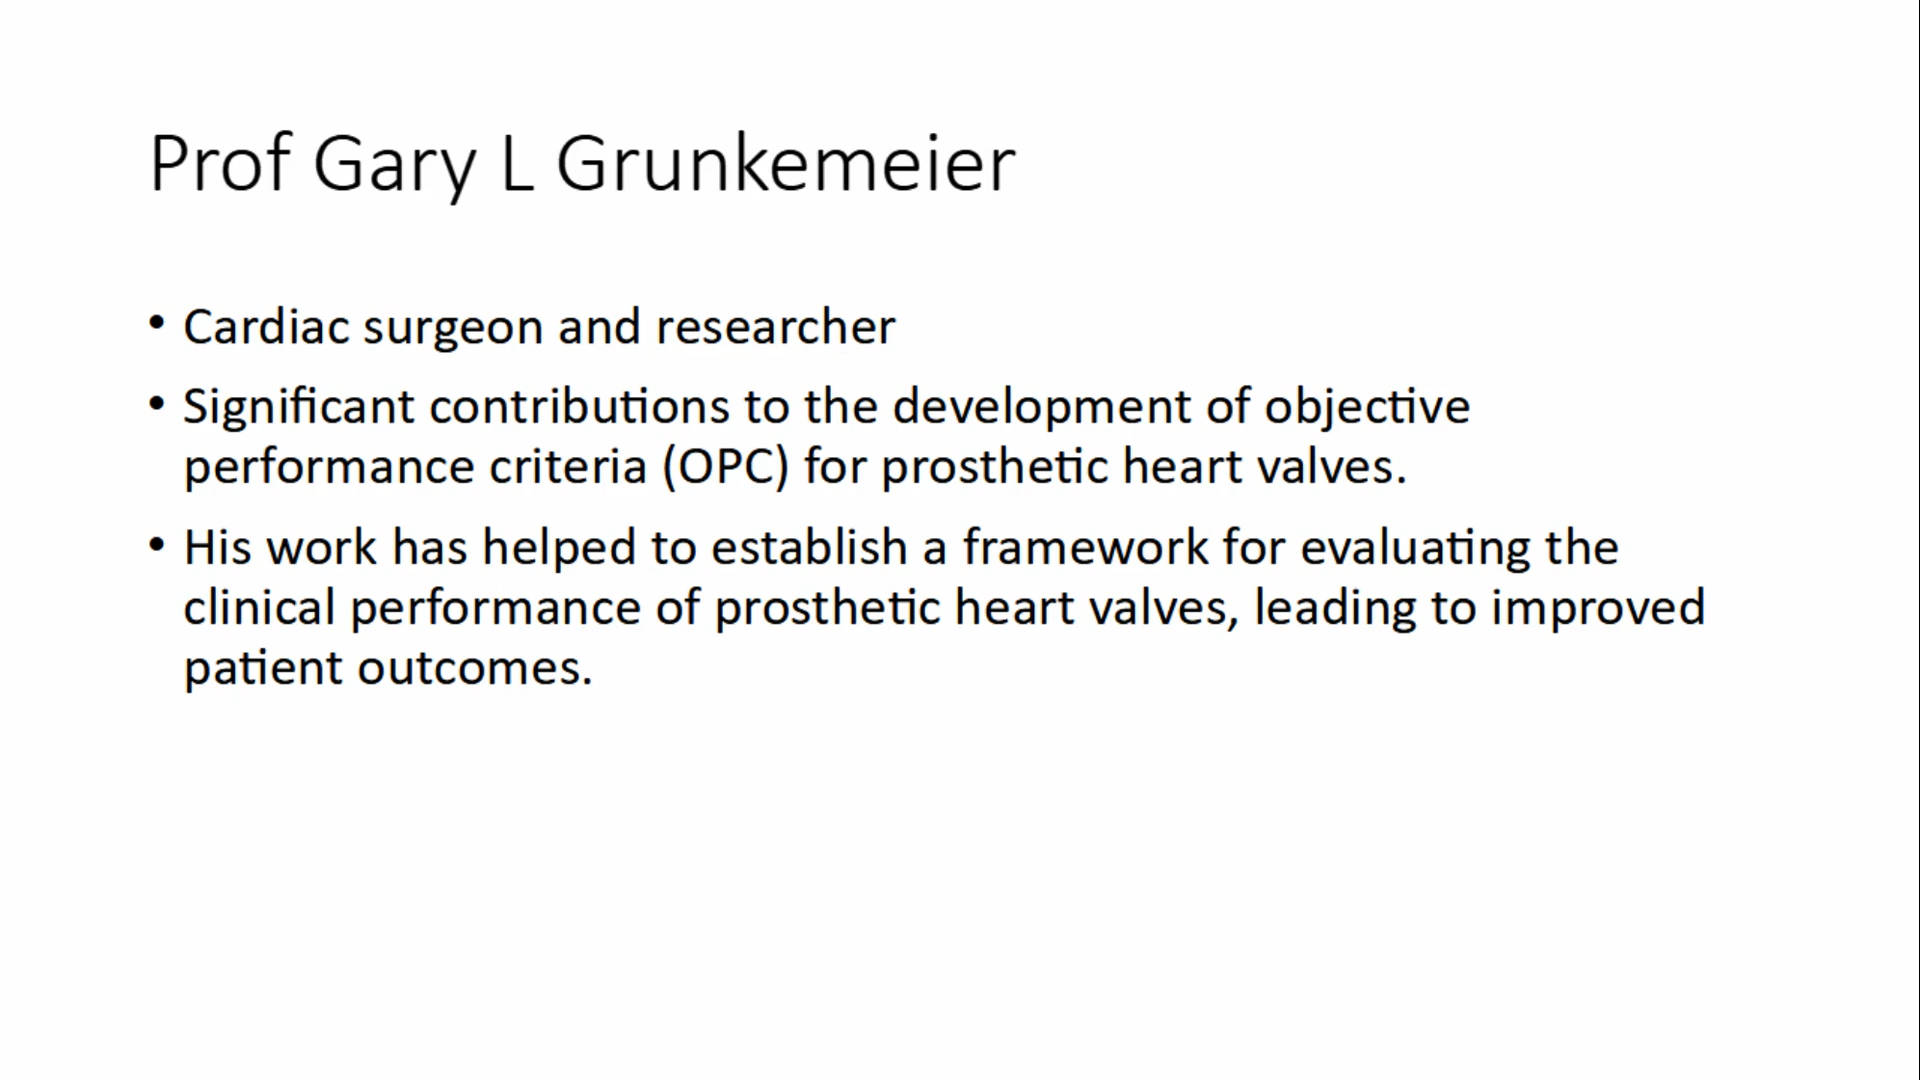 Prof Gary L Grunkemeier
• Cardiac surgeon and researcher
• Significant contributions to the development of objective
performance criteria (OPC) for prosthetic heart valves.
• His work has helped to establish a framework for evaluating the
clinical performance of prosthetic heart valves, leading to improved
patient outcomes.